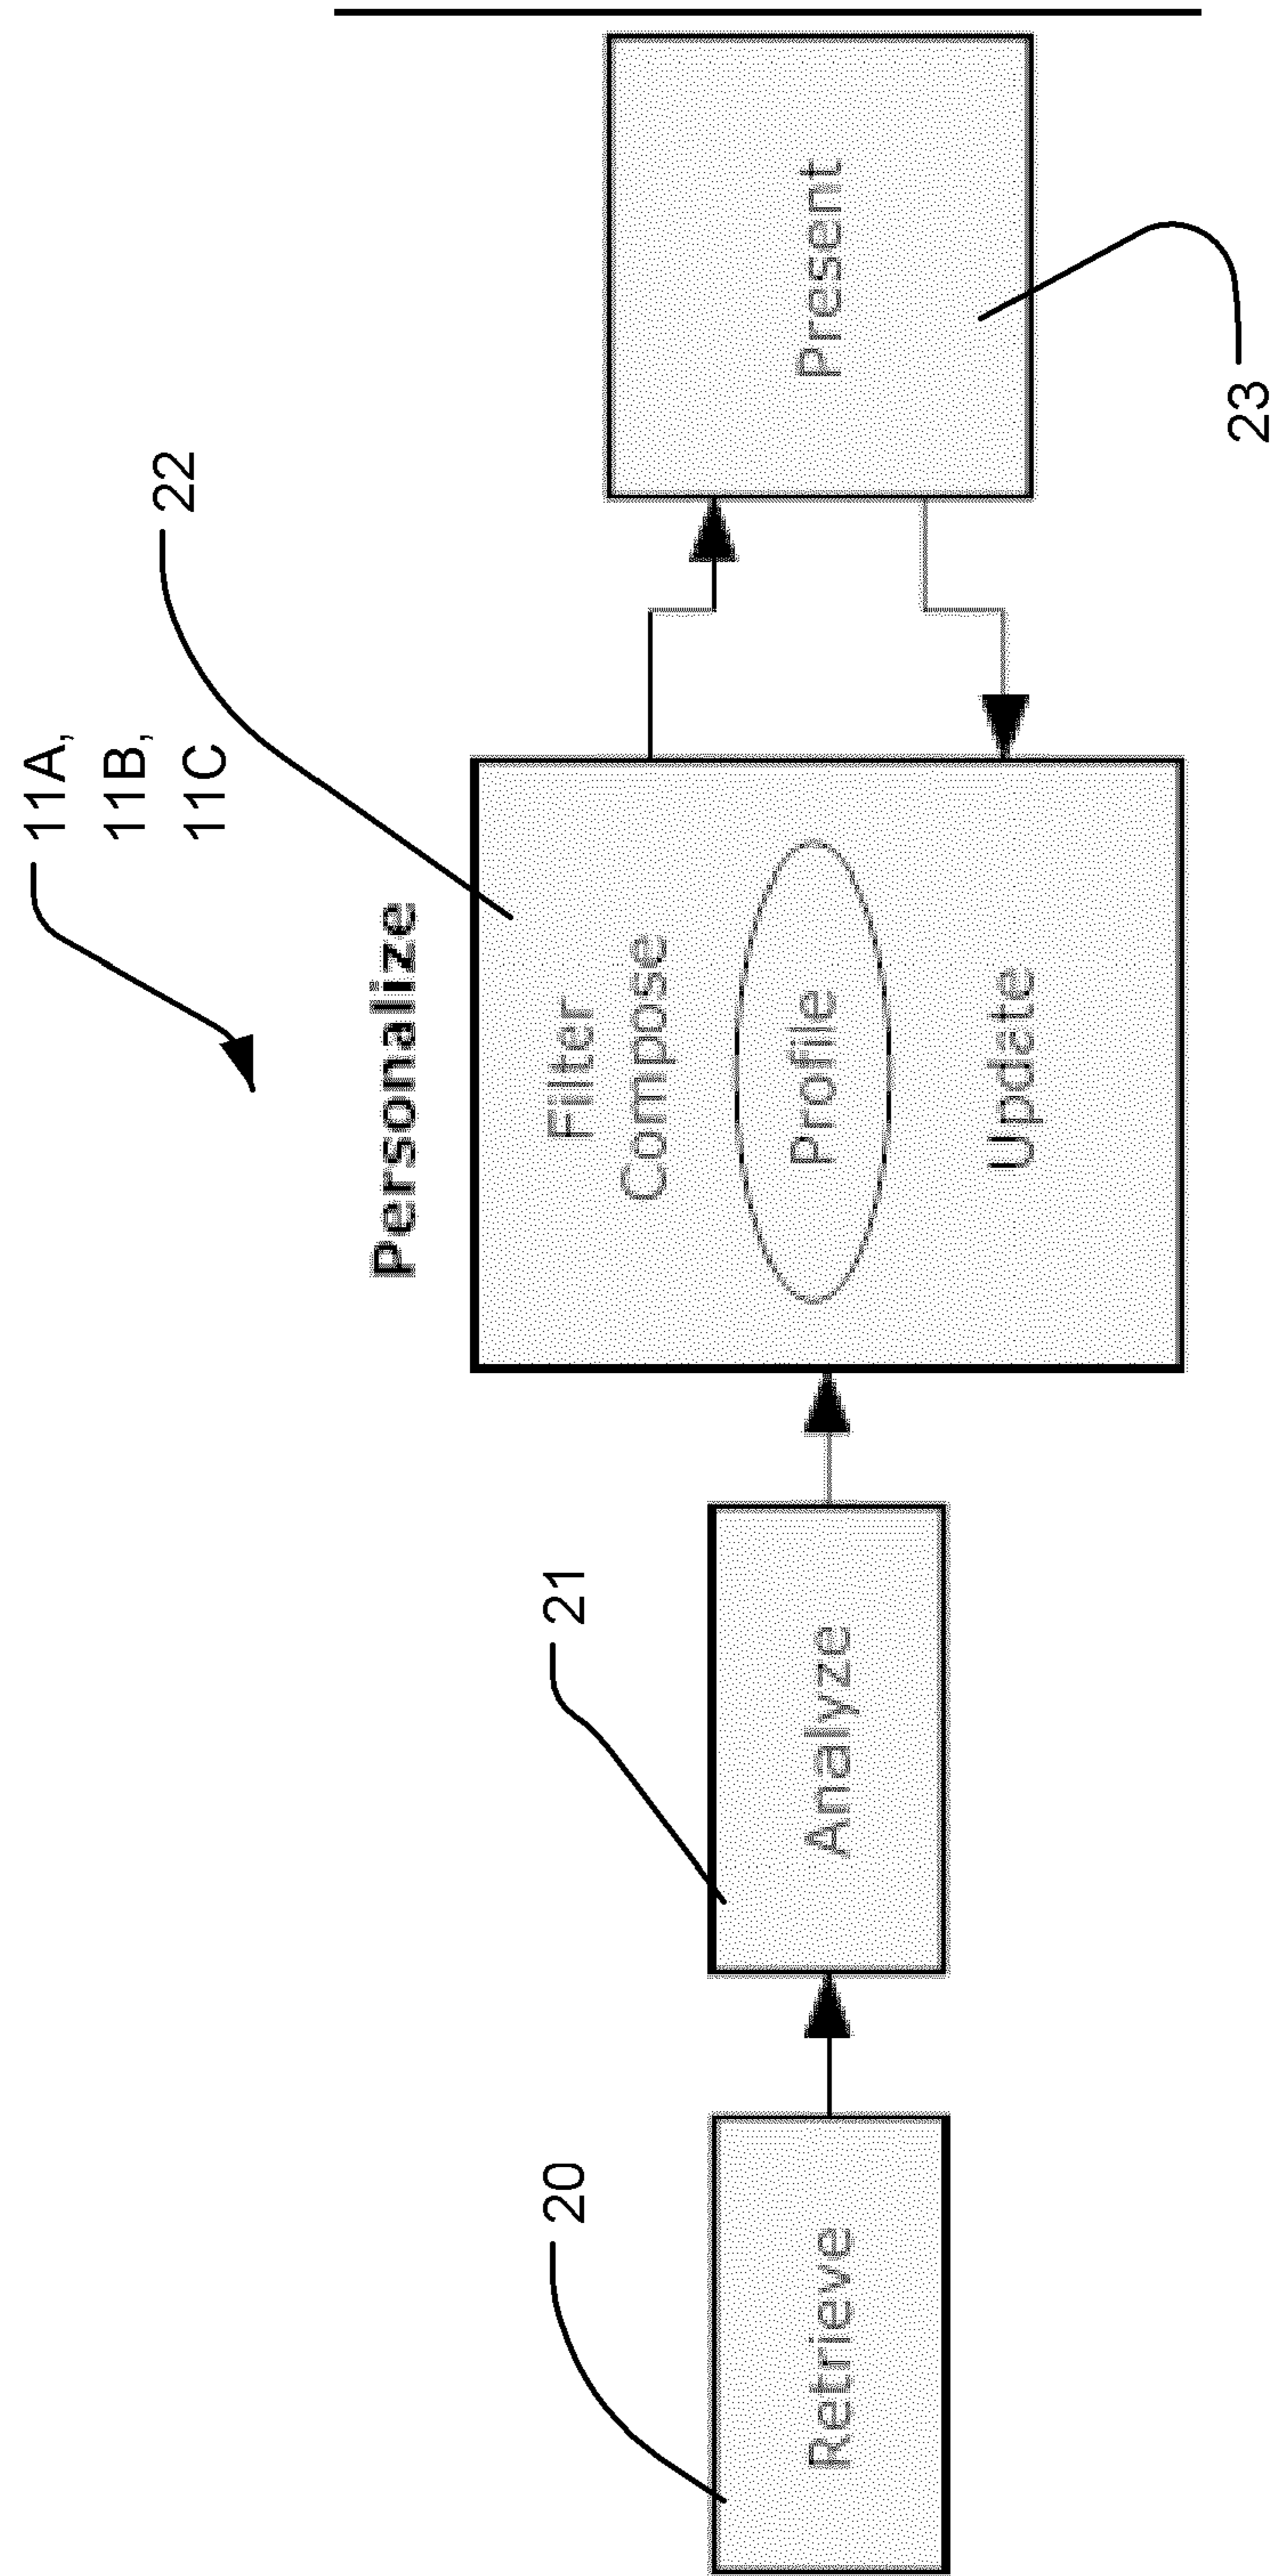 11A,
11B,
11C
22
Personalize
Filter
Compose
Profile
Update
Present
23
21
Analyze
20
Retrieve